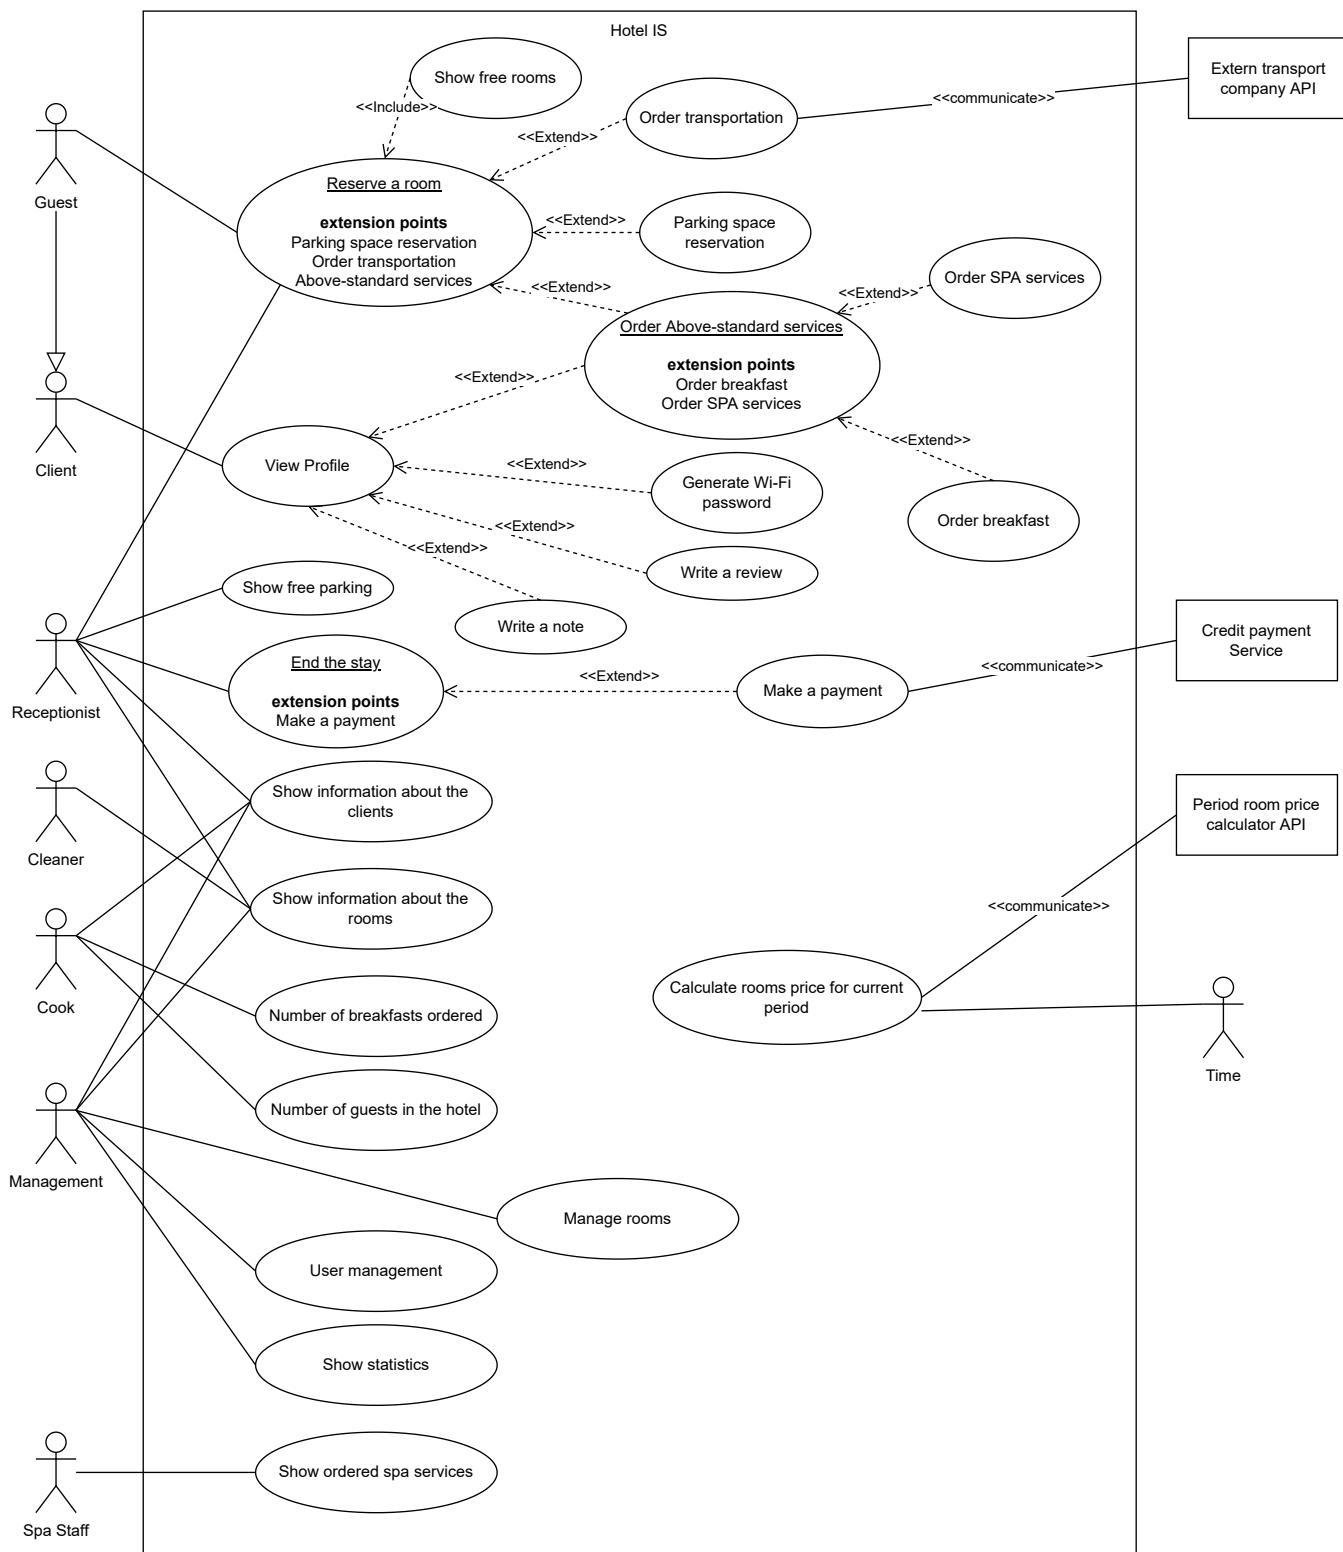 Hotel IS
Show free rooms
Extern transport
company API
<<Include>>
<<communicate>>
Order transportation
<<Extend>>
Guest
Reserve a room
extension points
Parking space reservation
Order transportation
Above-standard services
<<Extend>>
Parking space
reservation
Order SPA services
<<Extend>>
<<Extend>>
Order Above-standard services
extension points
Order breakfast
Order SPA services
<<Extend>>
Client
View Profile
<<Extend>>
<<Extend>>
Generate Wi-Fi
password
Order breakfast
<<Extend>>
<<Extend>>
Write a review
Show free parking
Write a note
Receptionist
End the stay
extension points
Make a payment
<<Extend>>
Make a payment
<<communicate>>
Credit payment
Service
Cleaner
Show information about the
clients
Period room price
calculator API
Show information about the
rooms
<<communicate>>
Cook
Calculate rooms price for current
period
Number of breakfasts ordered
Time
Number of guests in the hotel
Management
Manage rooms
User management
Show statistics
Show ordered spa services
Spa Staff